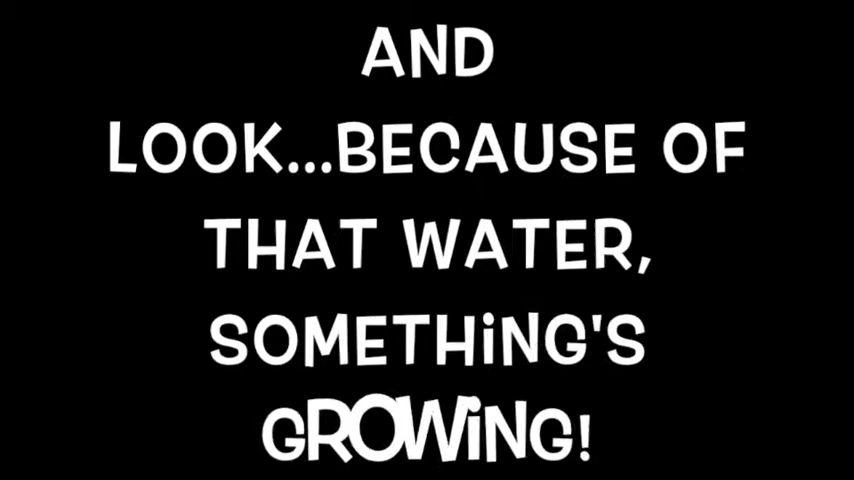 AND
LOOK...BECAUSE OF
THAT WATER,
SOMETHiNG'S
GROWiNG!